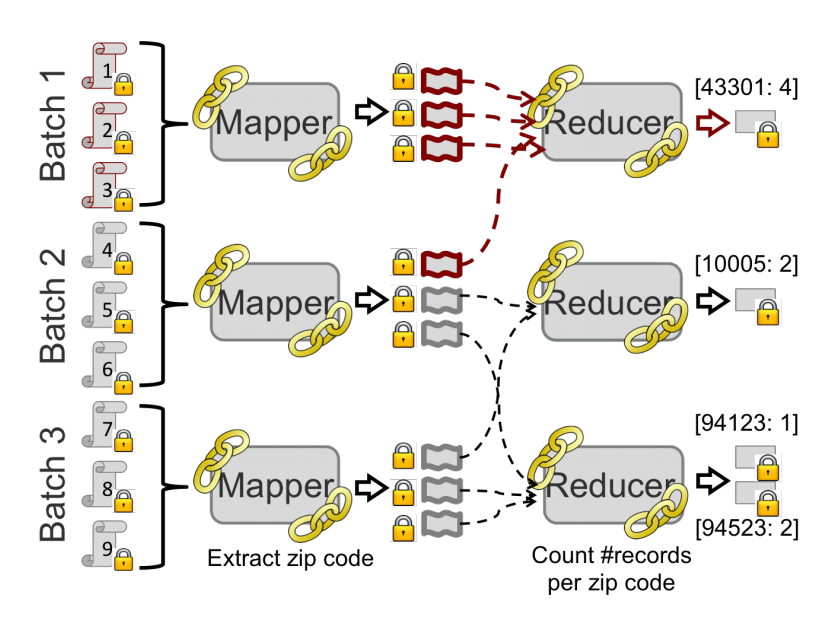 Batch 1
1
2
3
Mapper
Reducer
[43301: 4]
Batch 2
4
5
6
Mapper
Reducer
[10005: 2]
Batch 3
7
8
9
Mapper
Extract zip code
Reducer
Count #records
per zip code
[94123: 1]
[94523: 2]